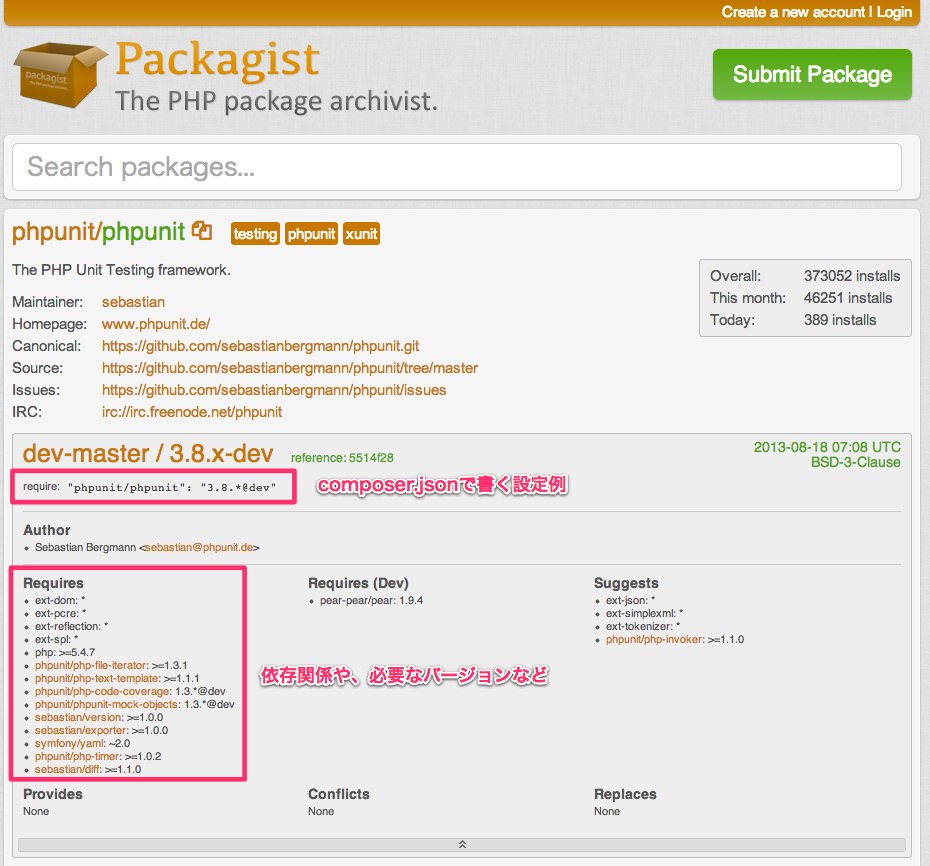 Create a new account | Login
packagist
Packagist
The PHP package archivist.
Submit Package
Search packages...
phpunit/phpunit
testing phpunit xunit
The PHP Unit Testing framework.
Overall: 373052 installs
This month: 46251 installs
Today: 389 installs
Maintainer: sebastian
Homepage: www.phpunit.de/
Canonical: https://github.com/sebastianbergmann/phpunit.git
Source: https://github.com/sebastianbergmann/phpunit/tree/master
Issues: https://github.com/sebastianbergmann/phpunit/issues
IRC: irc://irc.freenode.net/phpunit
dev-master / 3.8.x-dev reference: 5514f28
2013-08-18 07:08 UTC
BSD-3-Clause
require: "phpunit/phpunit": "3.8.*@dev"
composer.jsonで書く設定例
Author
Sebastian Bergmann <sebastian@phpunit.de>
Requires
ext-dom: *
ext-pcre: *
ext-reflection: *
ext-spl: *
php: >=5.4.7
phpunit/php-file-iterator: >=1.3.1
phpunit/php-text-template: >=1.1.1
phpunit/php-code-coverage: 1.3.*@dev
phpunit/phpunit-mock-objects: 1.3.*@dev
sebastian/version: >=1.0.0
sebastian/exporter: >=1.0.0
symfony/yaml: ~2.0
phpunit/php-timer: >=1.0.2
sebastian/diff: >=1.1.0
依存関係や、必要なバージョンなど
Requires (Dev)
pear-pear/pear: 1.9.4
Suggests
ext-json: *
ext-simplexml: *
ext-tokenizer: *
phpunit/php-invoker: >=1.1.0
Provides
None
Conflicts
None
Replaces
None